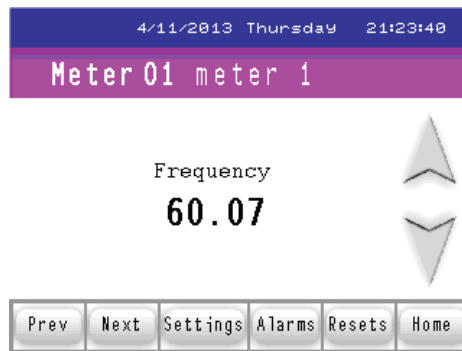 4/11/2013 Thursday 21:23:40
Meter 01 meter 1
Frequency
60.07
Prev Next Settings Alarms Resets Home